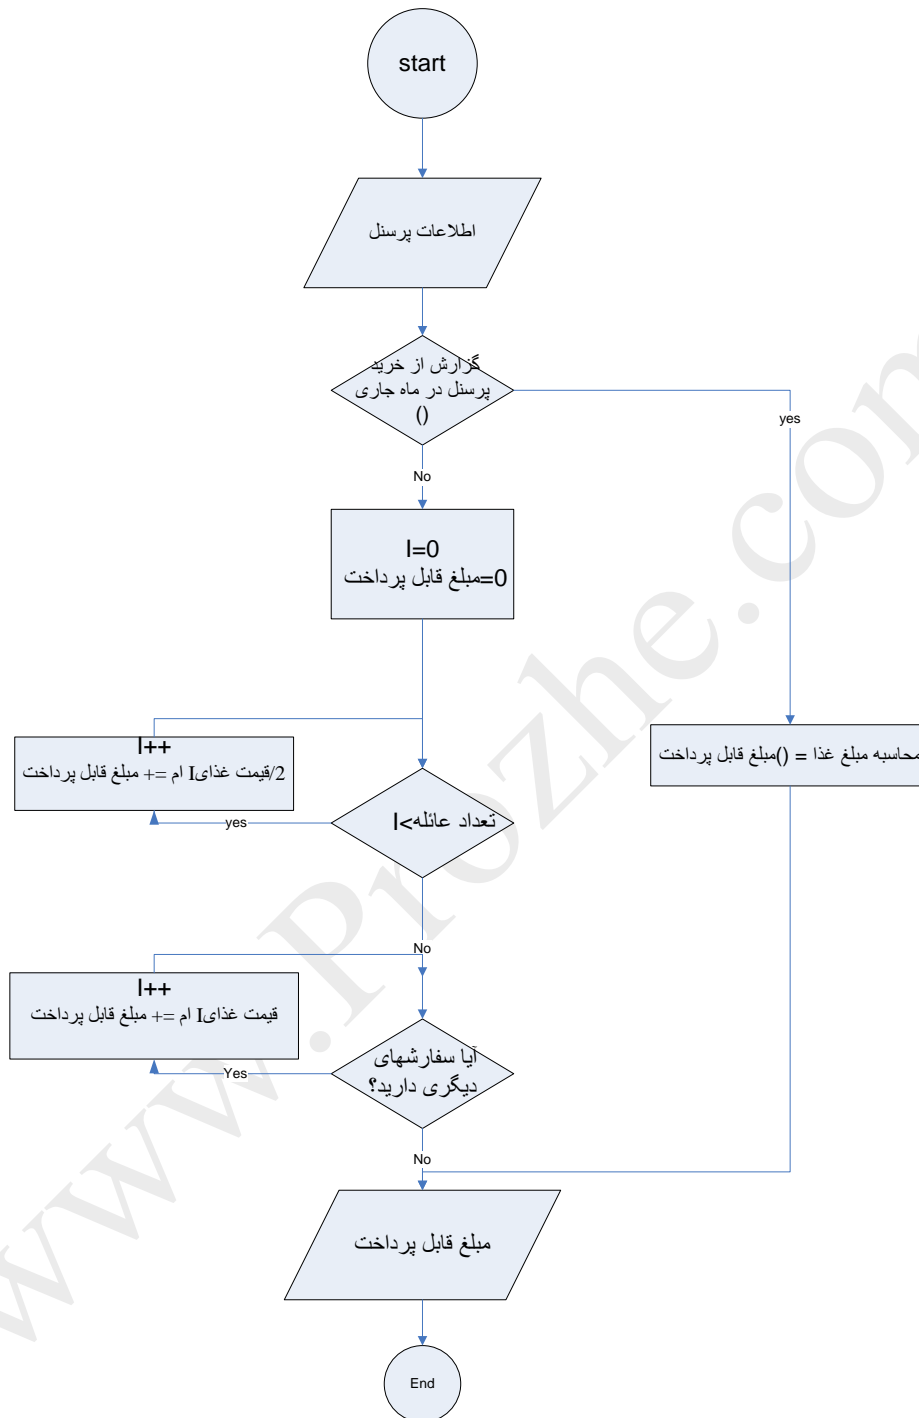 start
اطلاعات پرسنل
گزارش از خرید
پرسنل در ماه جاری
()
yes
No
I=0
مبلغ قابل پرداخت=0
محاسبه مبلغ غذا = ()مبلغ قابل پرداخت
I++
2/قیمت غذایI ام =+ مبلغ قابل پرداخت
تعداد عائله>I
yes
No
I++
قیمت غذایI ام =+ مبلغ قابل پرداخت
آیا سفارشهای
دیگری دارید؟
Yes
No
مبلغ قابل پرداخت
End
www.Prozhe.com